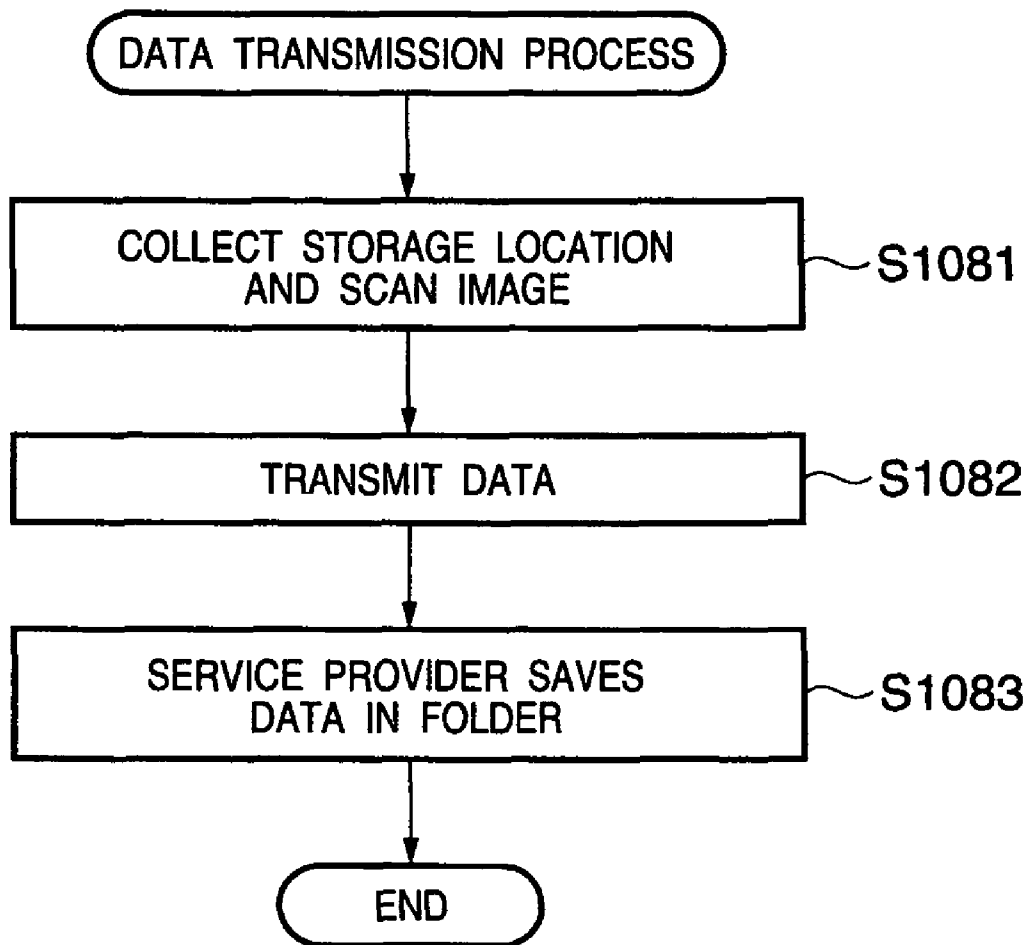 DATA TRANSMISSION PROCESS
COLLECT STORAGE LOCATION
AND SCAN IMAGE
S1081
TRANSMIT DATA
S1082
SERVICE PROVIDER SAVES
DATA IN FOLDER
S1083
END